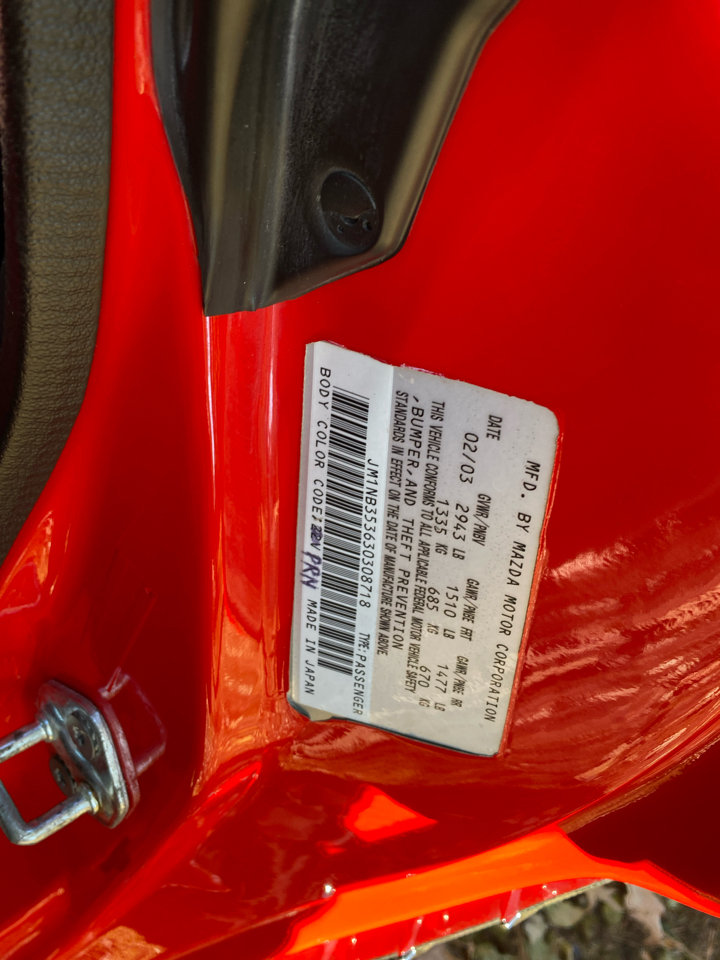 MFD. BY MAZDA MOTOR CORPORATION
DATE GVWR/PNBV GAWR/PNBE FRT GAWR/PNBE RR
02/03 2943 LB 1510 LB 1477 LB
1335 KG 685 KG 670 KG
THIS VEHICLE CONFORMS TO ALL APPLICABLE FEDERAL MOTOR VEHICLE SAFETY
, BUMPER, AND THEFT PREVENTION
STANDARDS IN EFFECT ON THE DATE OF MANUFACTURE SHOWN ABOVE
JM1NB353630308718 TYPE:PASSENGER
BODY COLOR CODE: PRN MADE IN JAPAN